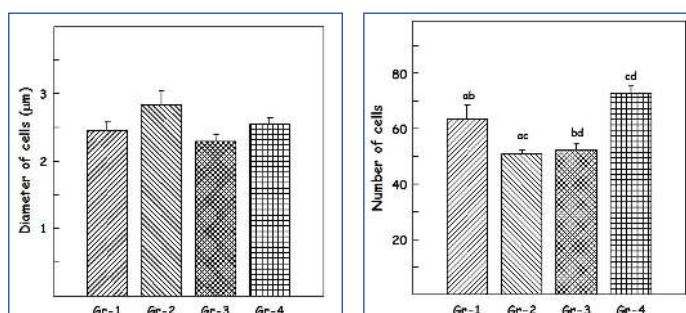 Diameter of cells (μm)
3
2
1
Gr-1 Gr-2 Gr-3 Gr-4
Number of cells
80
60
40
20
ab
ac
bd
cd
Gr-1 Gr-2 Gr-3 Gr-4